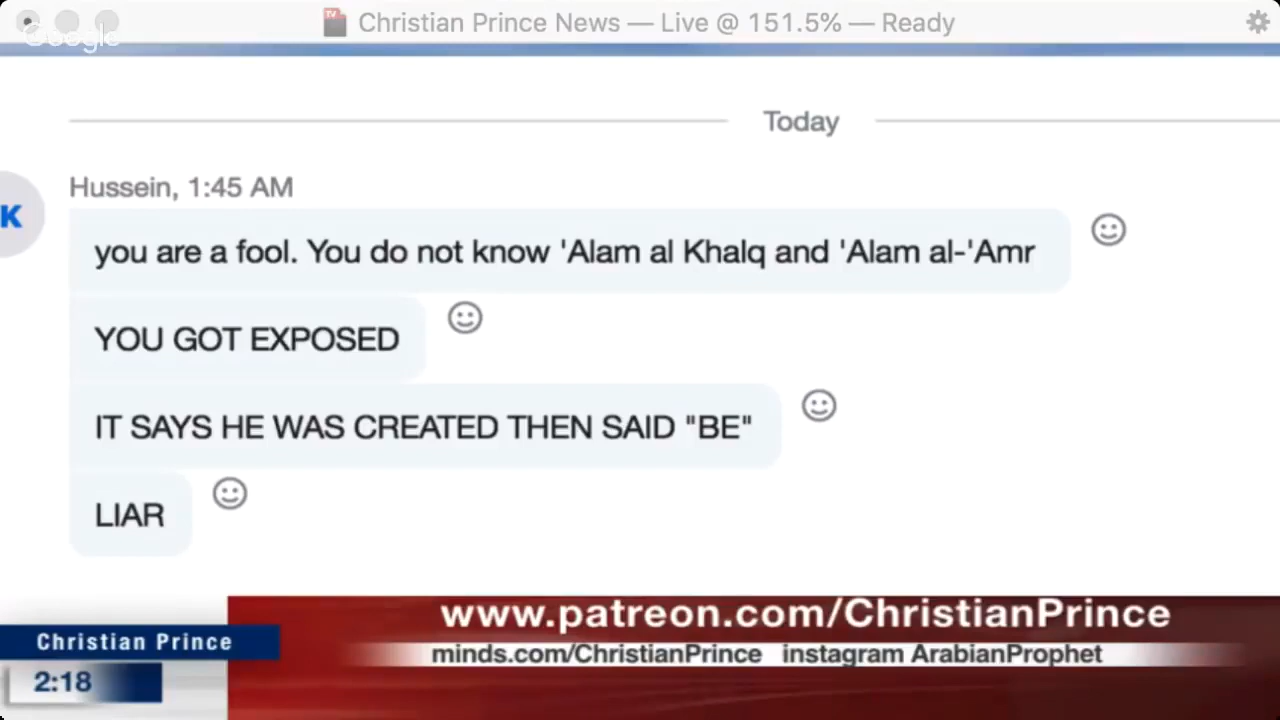 Christian Prince News — Live @ 151.5% — Ready
Google
Today
Hussein, 1:45 AM
K
you are a fool. You do not know 'Alam al Khalq and 'Alam al-'Amr
YOU GOT EXPOSED
IT SAYS HE WAS CREATED THEN SAID "BE"
LIAR
www.patreon.com/ChristianPrince
Christian Prince
minds.com/ChristianPrince instagram ArabianProphet
2:18